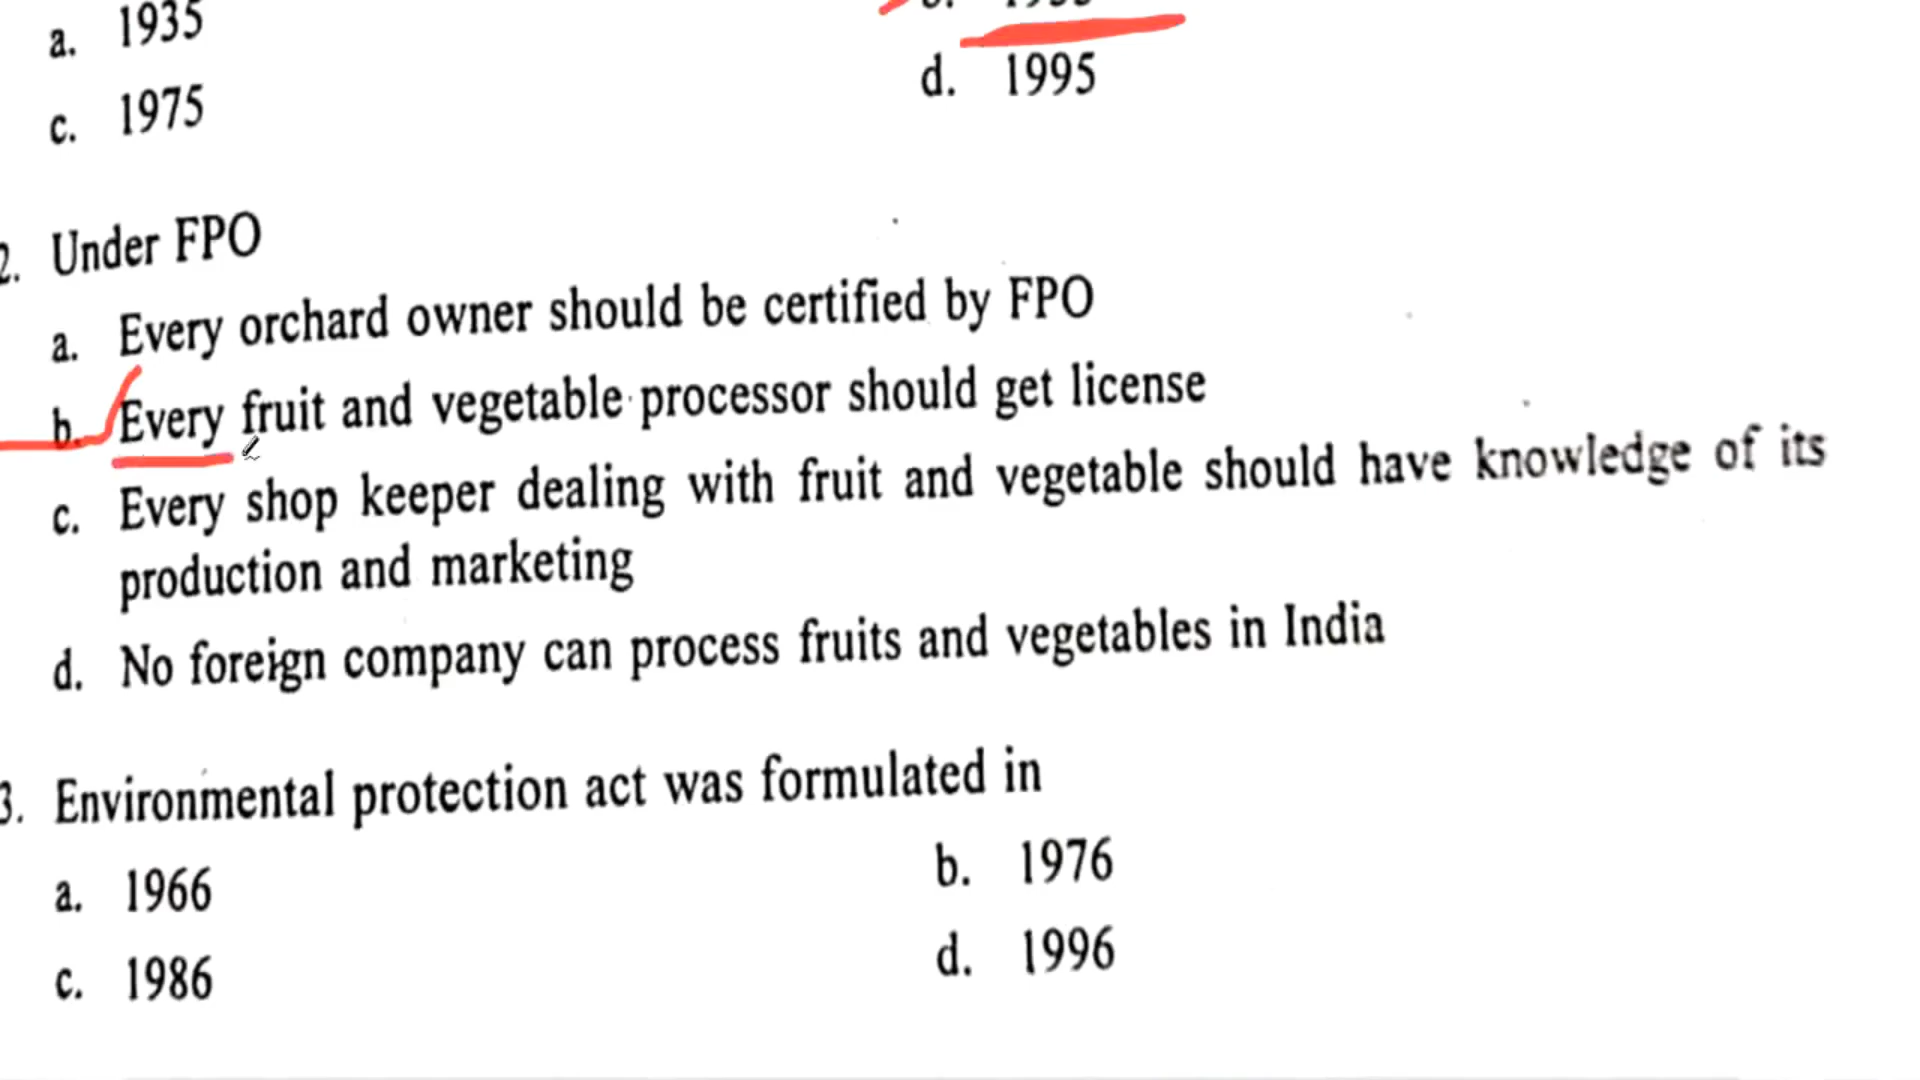 a. 1935
d. 1995
c. 1975
2. Under FPO
a. Every orchard owner should be certified by FPO
b. Every fruit and vegetable processor should get license
c. Every shop keeper dealing with fruit and vegetable should have knowledge of its
production and marketing
d. No foreign company can process fruits and vegetables in India
3. Environmental protection act was formulated in
a. 1966
b. 1976
c. 1986
d. 1996